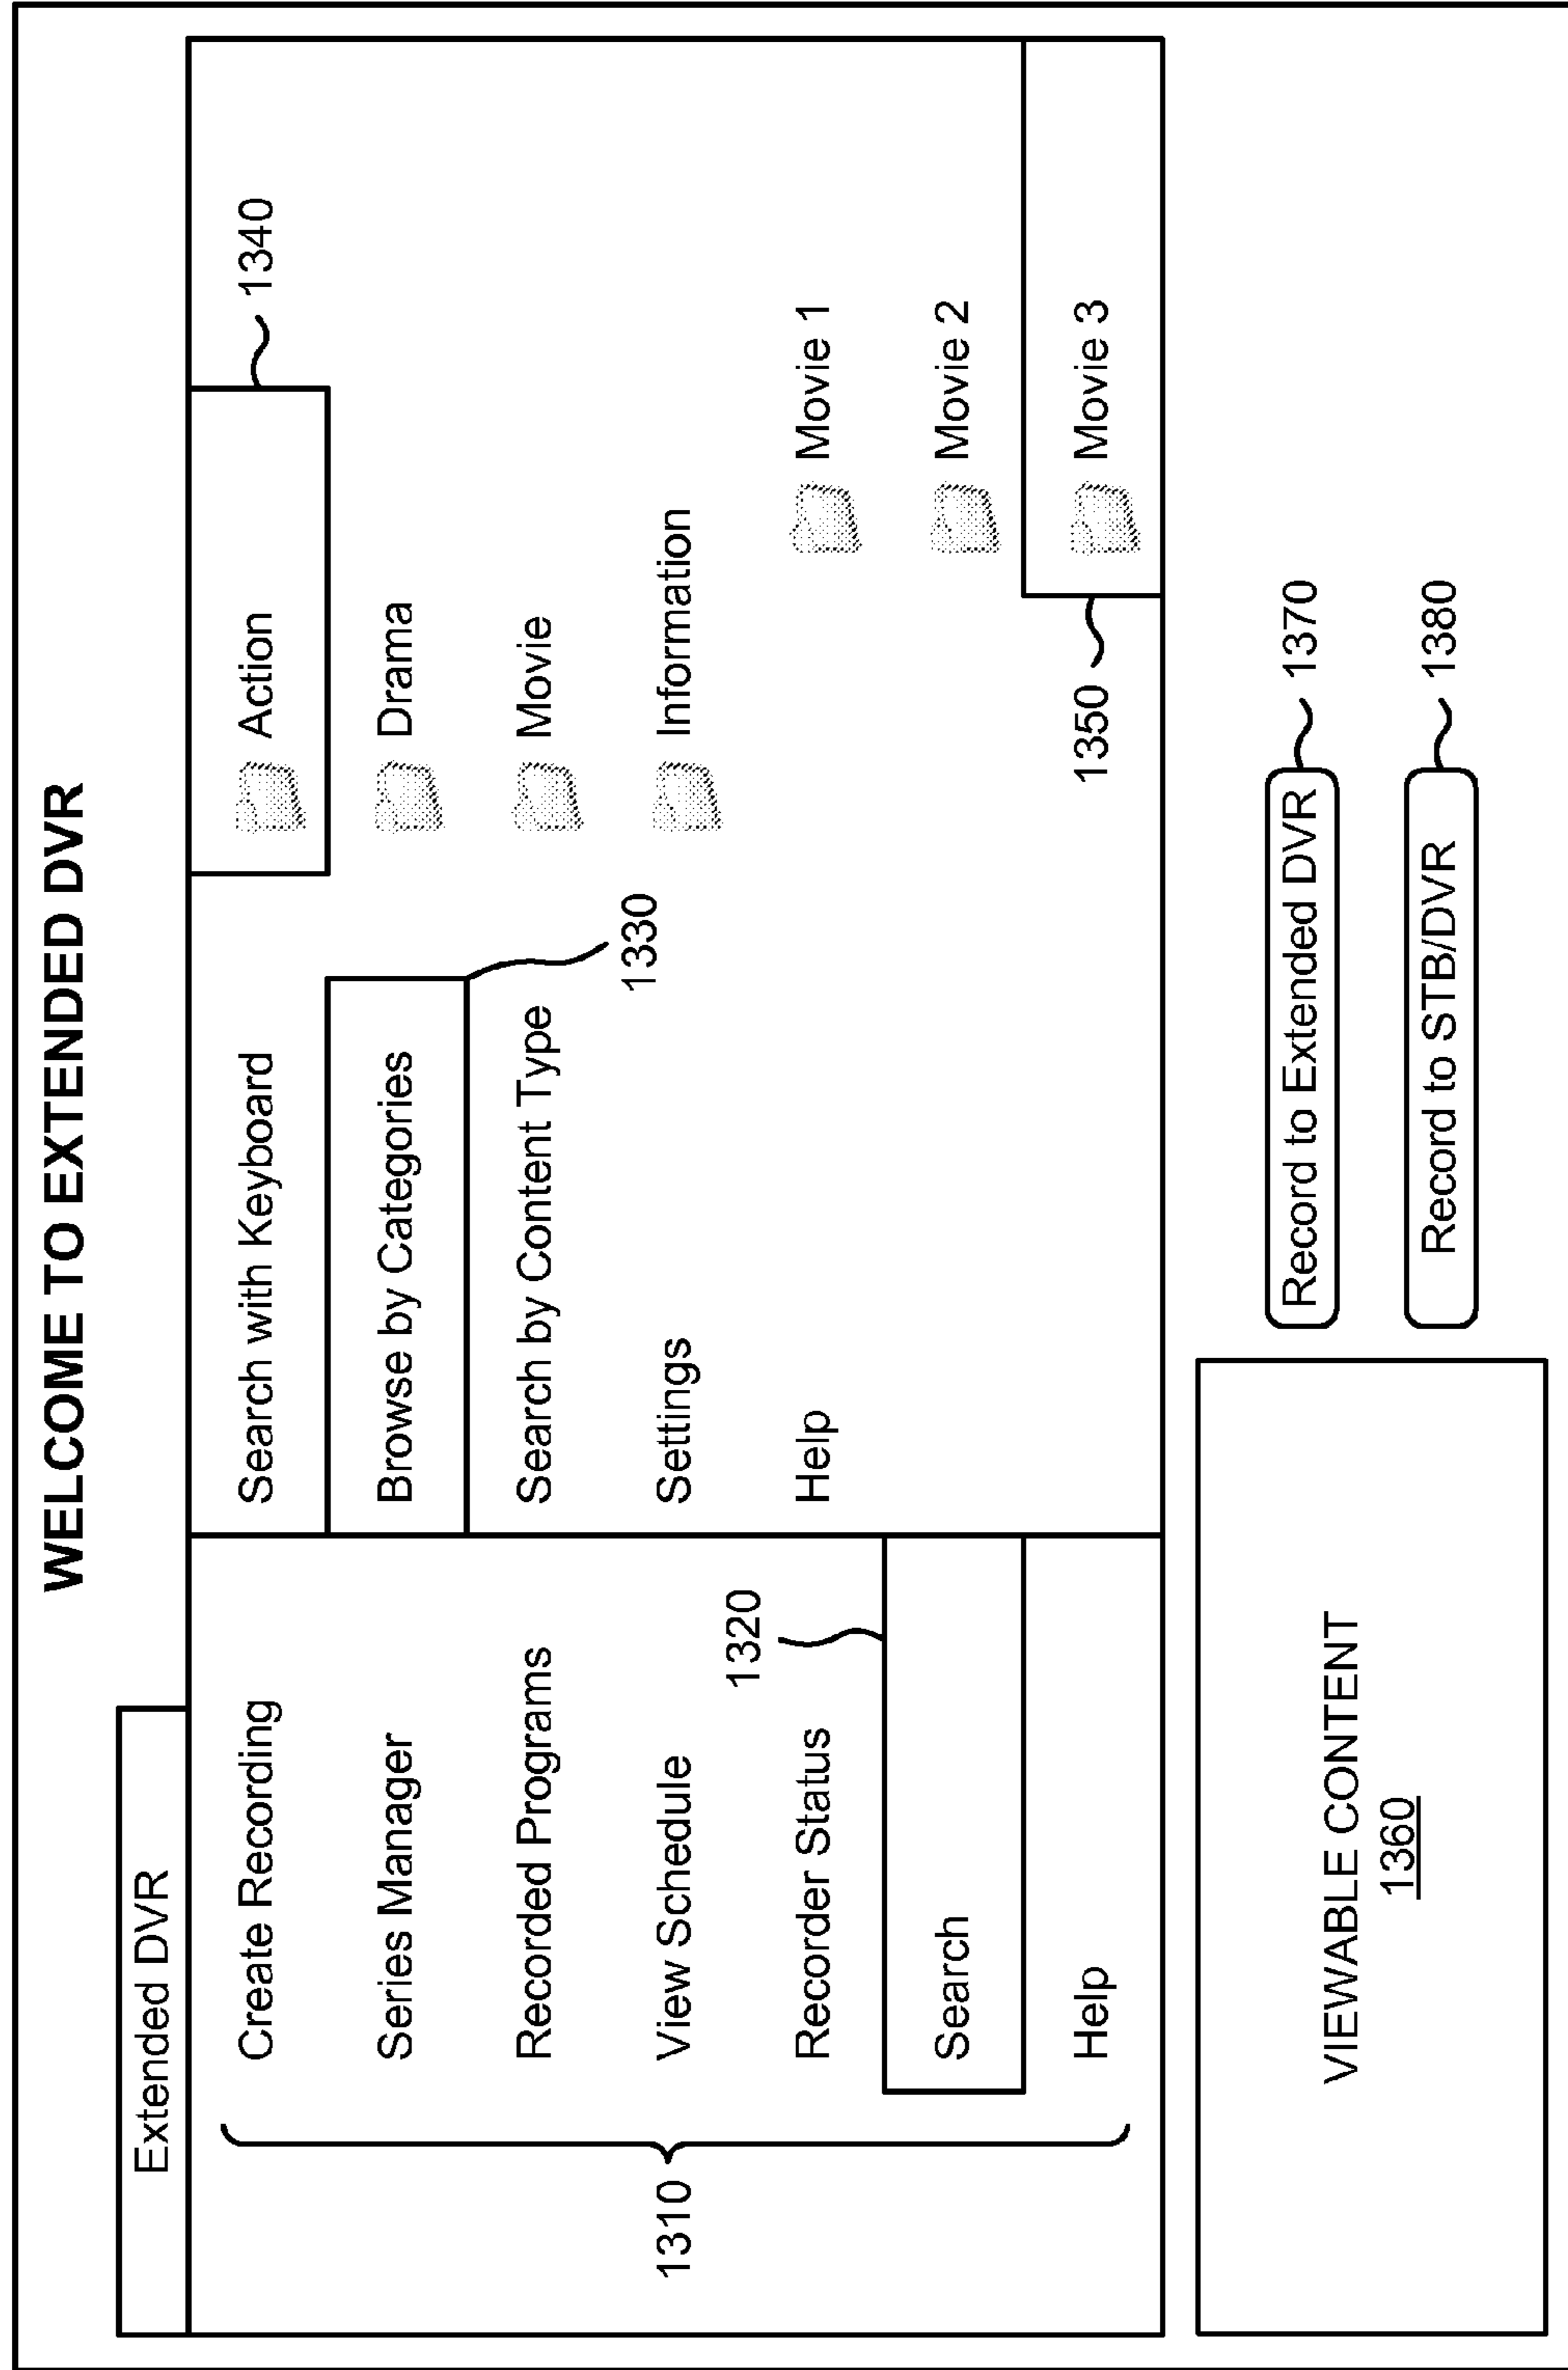 WELCOME TO EXTENDED DVR
Extended DVR
1310
Create Recording
Series Manager
Recorded Programs
View Schedule
Recorder Status
1320
Search
Help
Search with Keyboard
Browse by Categories
1330
Search by Content Type
Settings
Help
Action
1340
Drama
Movie
Information
Movie 1
Movie 2
Movie 3
1350
VIEWABLE CONTENT
1360
Record to Extended DVR
1370
Record to STB/DVR
1380